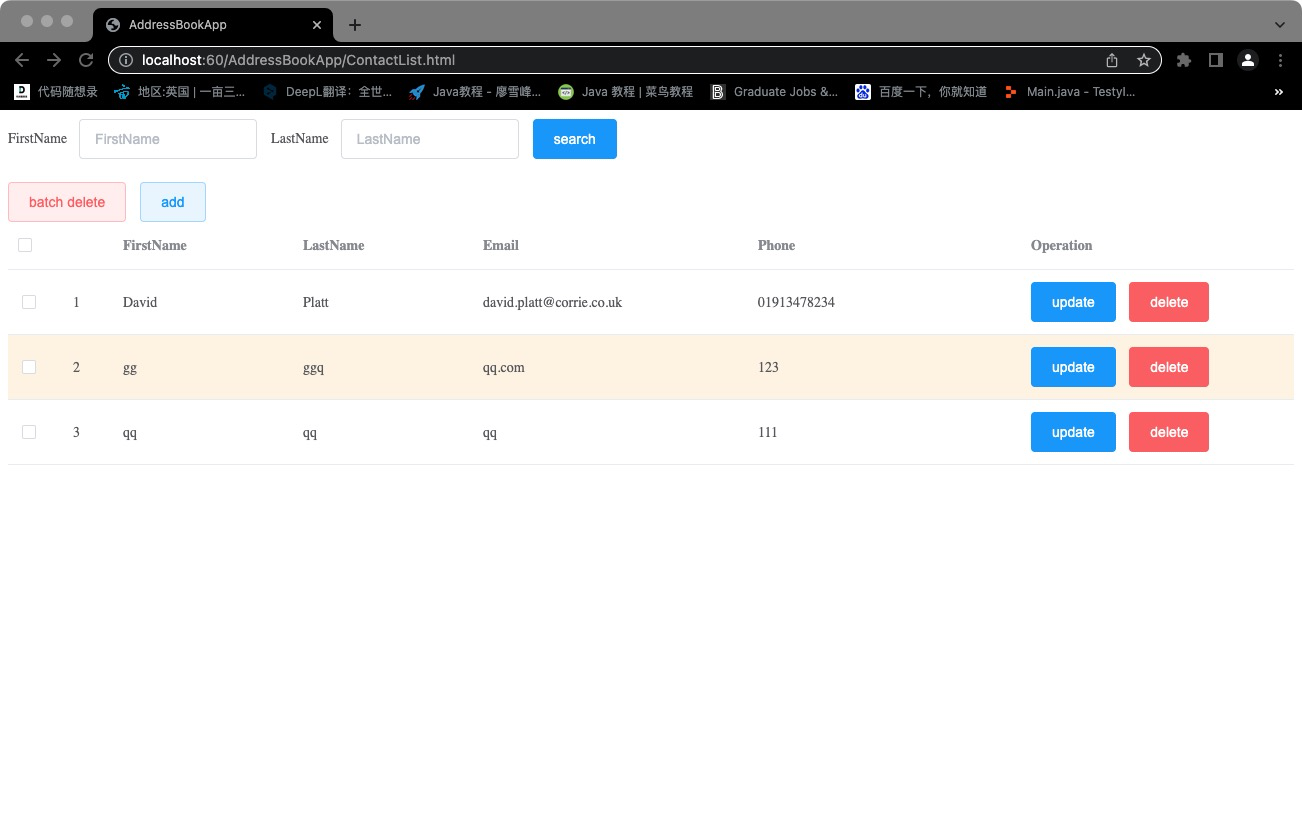 AddressBookApp
localhost:60/AddressBookApp/ContactList.html
代码随想录 地区:英国 | 一亩三... DeepL翻译：全世... Java教程 - 廖雪峰... Java 教程 | 菜鸟教程 Graduate Jobs &... 百度一下，你就知道 Main.java - TestyI...
FirstName FirstName LastName LastName search
batch delete add
FirstName LastName Email Phone Operation
1 David Platt david.platt@corrie.co.uk 01913478234 update delete
2 gg ggq qq.com 123 update delete
3 qq qq qq 111 update delete